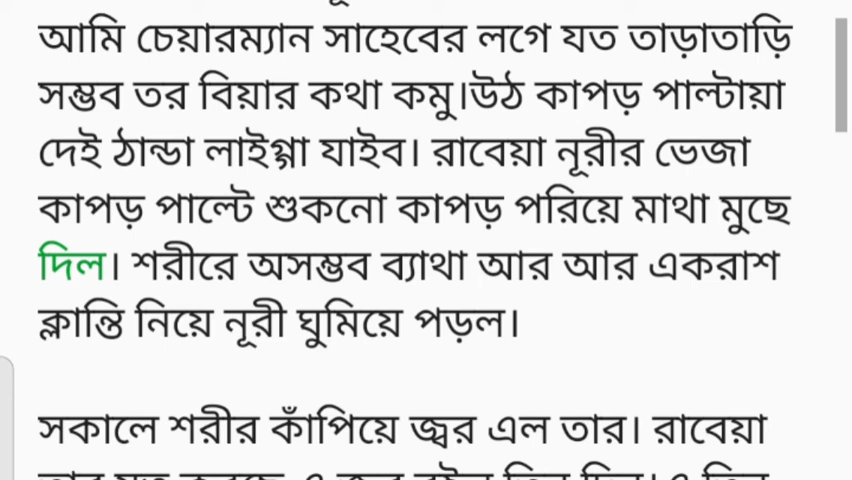 আমি চেয়ারম্যান সাহেবের লগে যত তাড়াতাড়ি
সম্ভব তর বিয়ার কথা কমু।উঠ কাপড় পাল্টায়া
দেই ঠান্ডা লাইগ্গা যাইব। রাবেয়া নূরীর ভেজা
কাপড় পাল্টে শুকনো কাপড় পরিয়ে মাথা মুছে
দিল। শরীরে অসম্ভব ব্যাথা আর আর একরাশ
ক্লান্তি নিয়ে নূরী ঘুমিয়ে পড়ল।
সকালে শরীর কাঁপিয়ে জ্বর এল তার। রাবেয়া